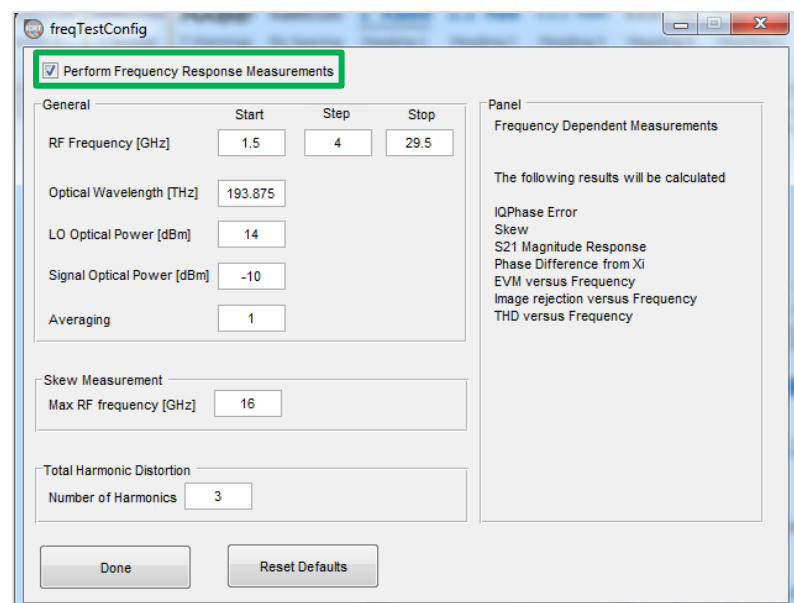 freqTestConfig
Perform Frequency Response Measurements
General
Start Step Stop
RF Frequency [GHz] 1.5 4 29.5
Optical Wavelength [THz] 193.875
LO Optical Power [dBm] 14
Signal Optical Power [dBm] -10
Averaging 1
Skew Measurement
Max RF frequency [GHz] 16
Total Harmonic Distortion
Number of Harmonics 3
Done Reset Defaults
Panel
Frequency Dependent Measurements
The following results will be calculated
IQPhase Error
Skew
S21 Magnitude Response
Phase Difference from Xi
EVM versus Frequency
Image rejection versus Frequency
THD versus Frequency